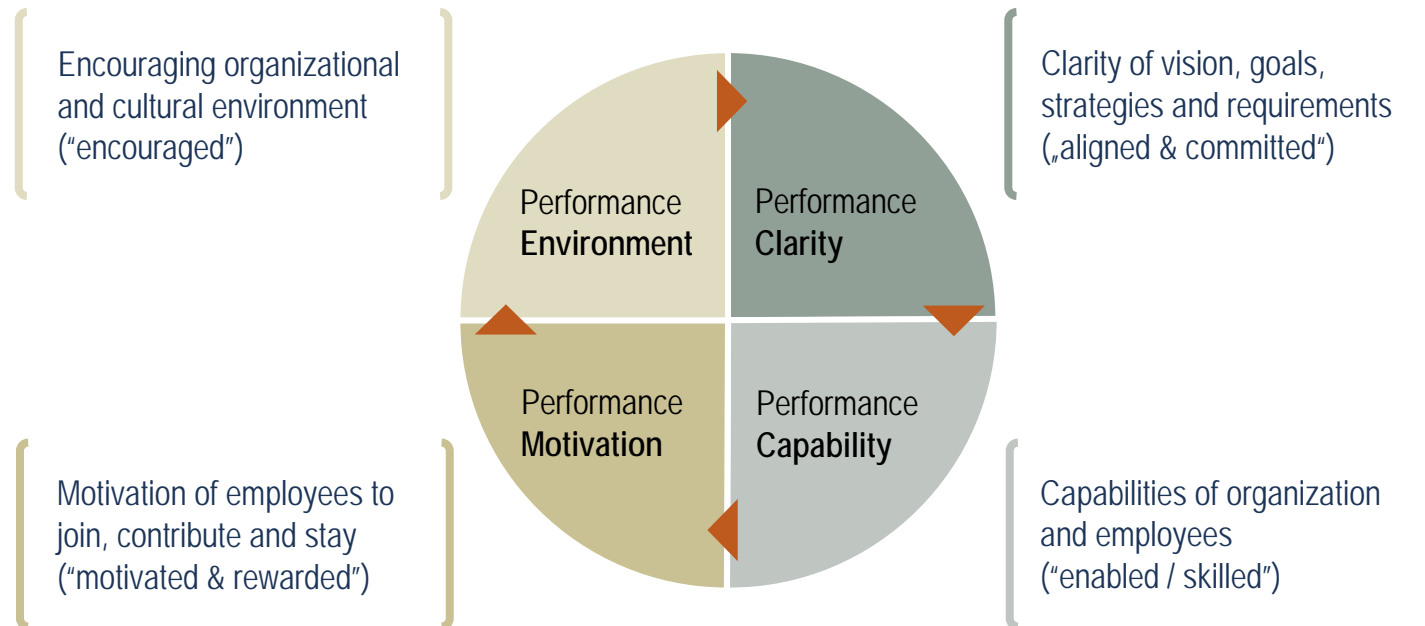 Encouraging organizational
and cultural environment
("encouraged")
Clarity of vision, goals,
strategies and requirements
(„aligned & committed“)
Performance
Environment
Performance
Clarity
Performance
Motivation
Performance
Capability
Motivation of employees to
join, contribute and stay
("motivated & rewarded”)
Capabilities of organization
and employees
("enabled / skilled”)